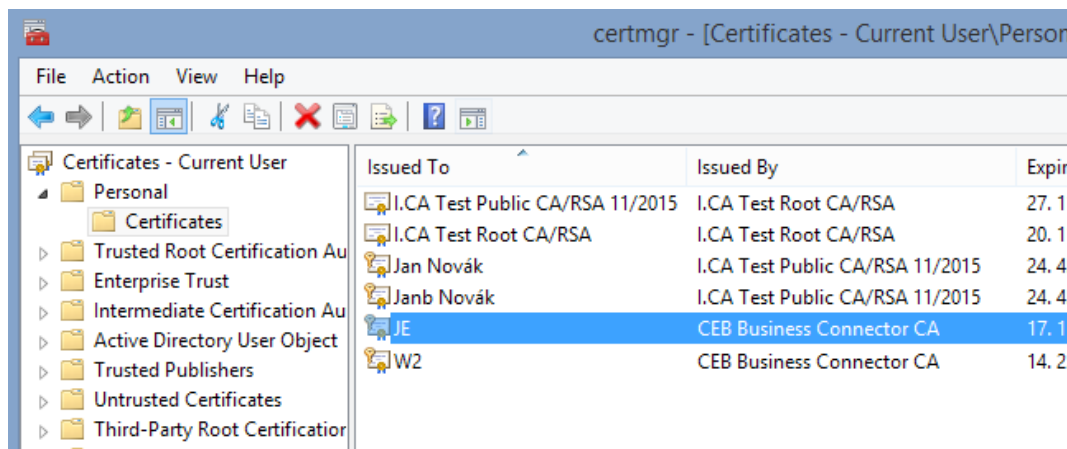 certmgr - [Certificates - Current User\Person
File Action View Help
Certificates - Current User
Personal
Certificates
Trusted Root Certification Au
Enterprise Trust
Intermediate Certification Au
Active Directory User Object
Trusted Publishers
Untrusted Certificates
Third-Party Root Certification
Issued To Issued By Expir
I.CA Test Public CA/RSA 11/2015 I.CA Test Root CA/RSA 27. 1
I.CA Test Root CA/RSA I.CA Test Root CA/RSA 20. 1
Jan Novák I.CA Test Public CA/RSA 11/2015 24. 4
Janb Novák I.CA Test Public CA/RSA 11/2015 24. 4
JE CEB Business Connector CA 17. 1
W2 CEB Business Connector CA 14. 2